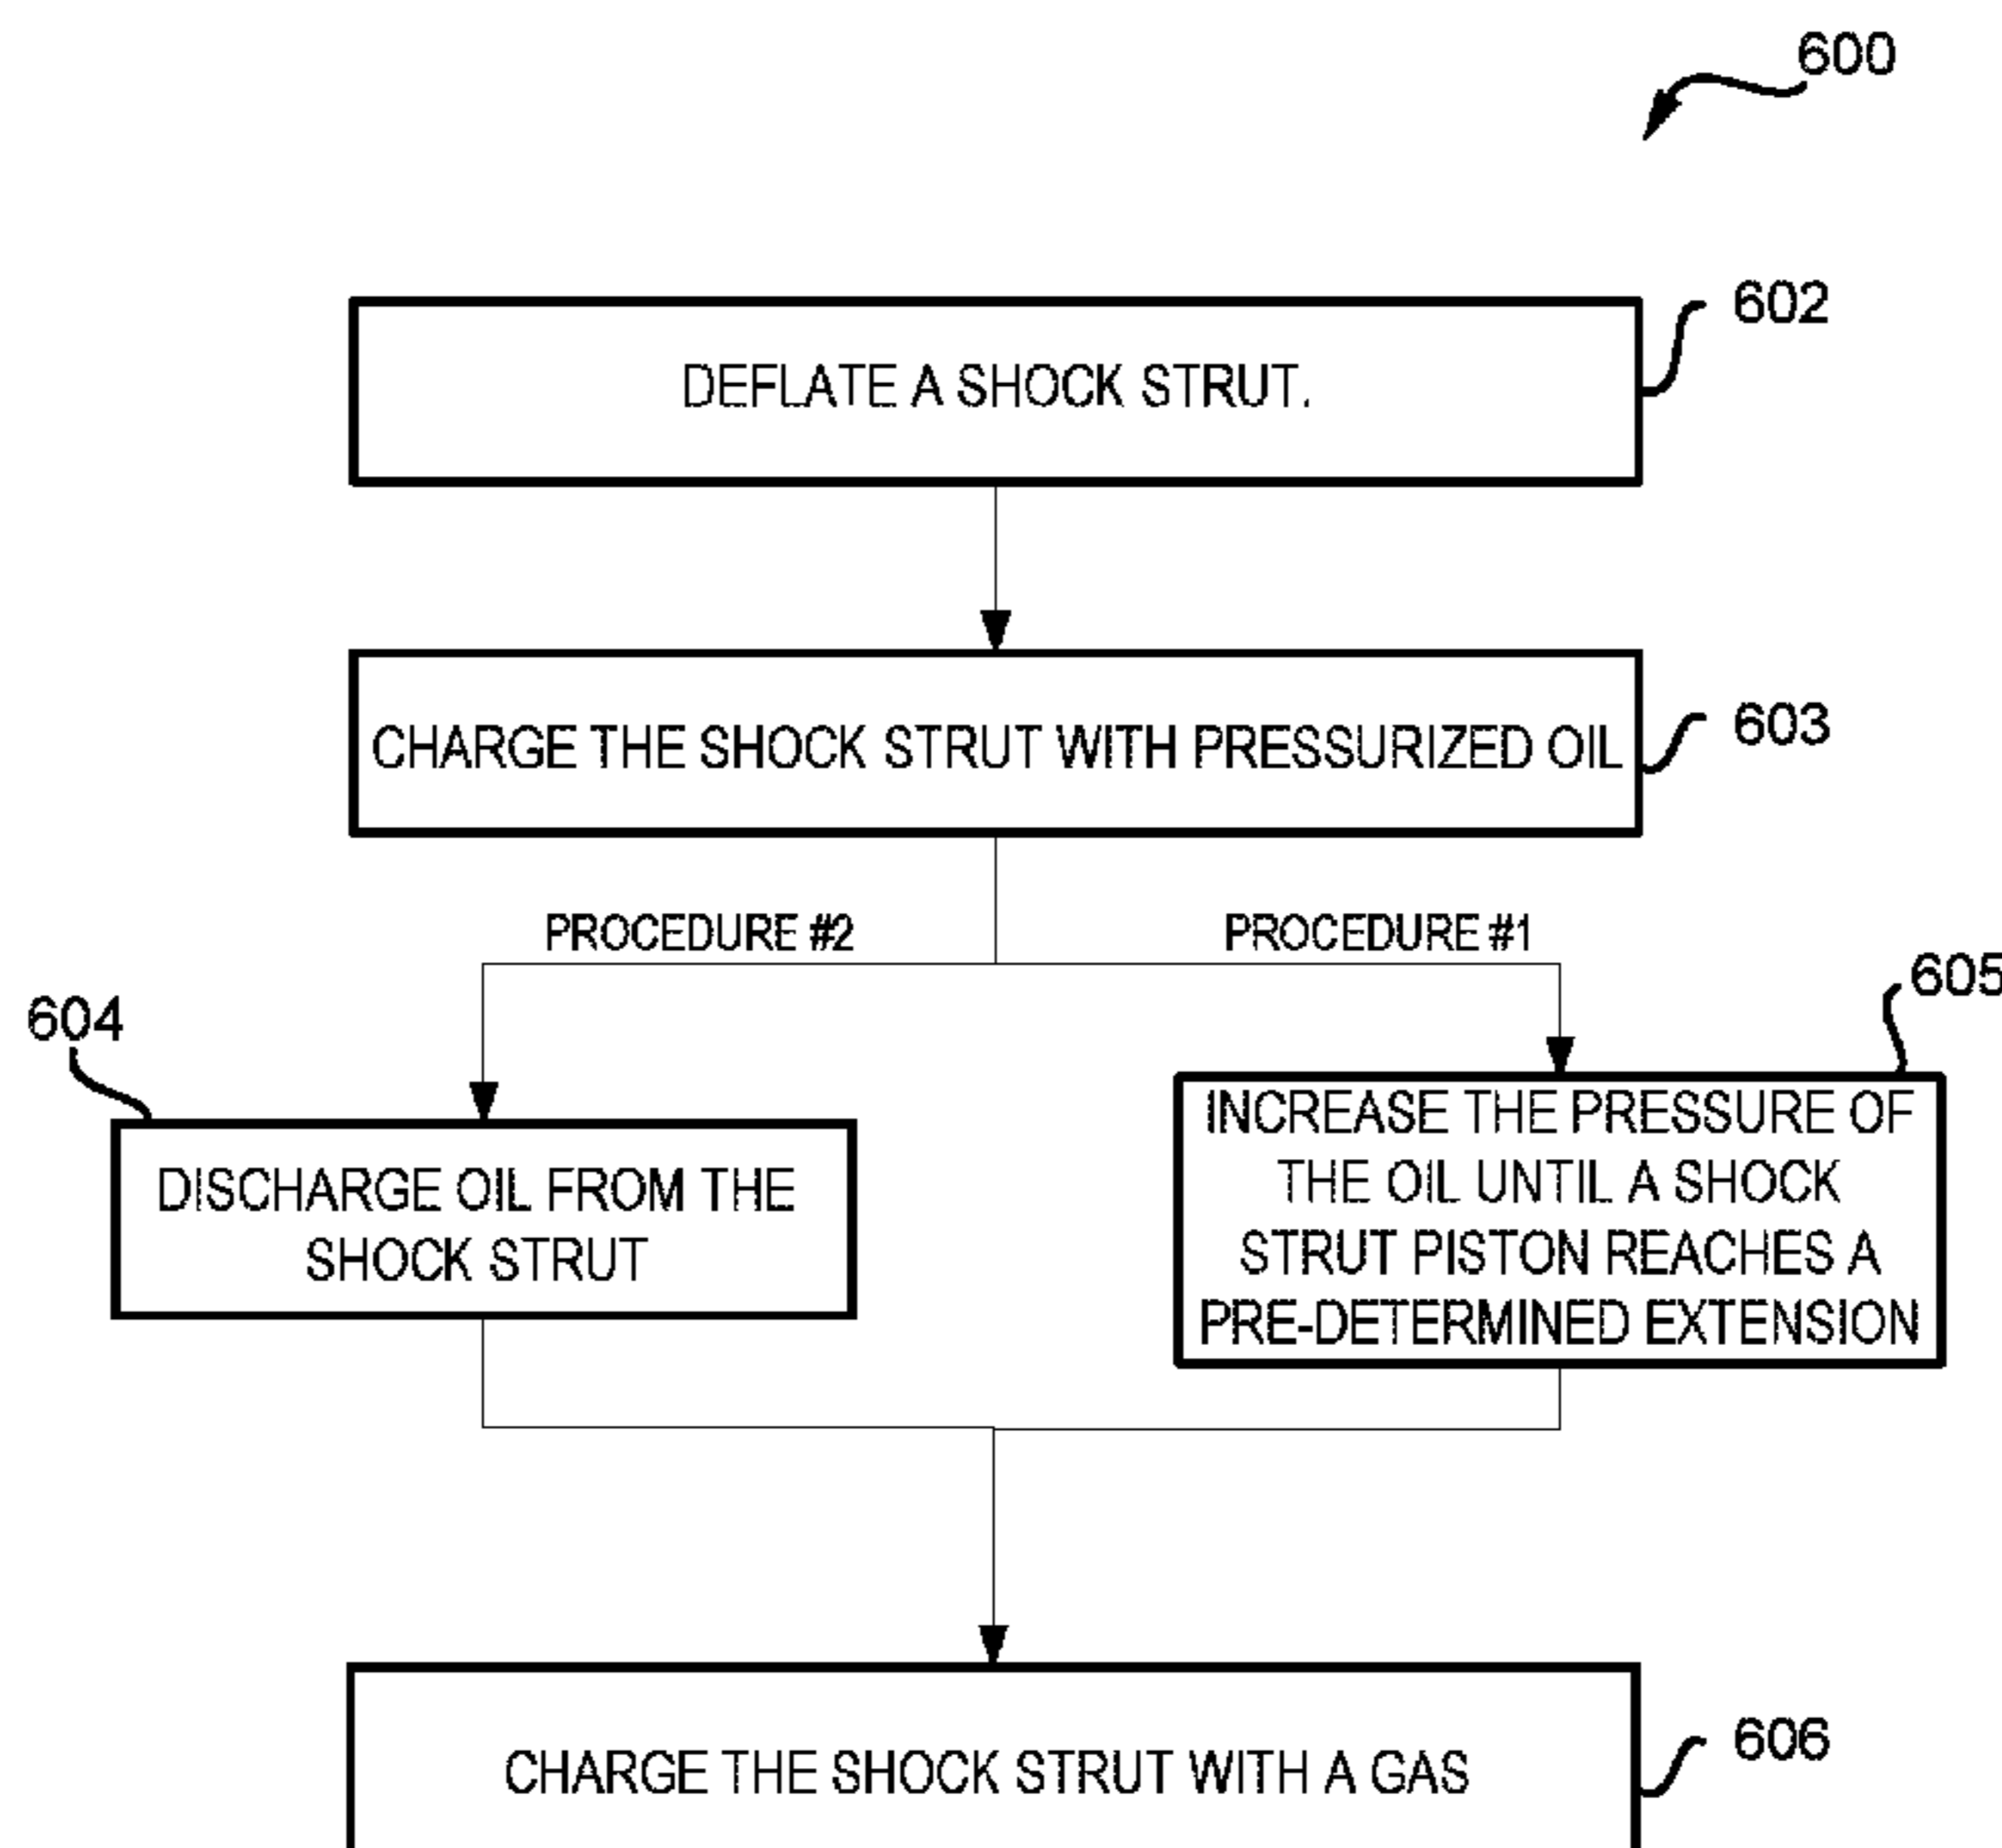 600
602
DEFLATE A SHOCK STRUT.
603
CHARGE THE SHOCK STRUT WITH PRESSURIZED OIL
PROCEDURE #2
PROCEDURE #1
604
605
DISCHARGE OIL FROM THE
SHOCK STRUT
INCREASE THE PRESSURE OF
THE OIL UNTIL A SHOCK
STRUT PISTON REACHES A
PRE-DETERMINED EXTENSION
606
CHARGE THE SHOCK STRUT WITH A GAS